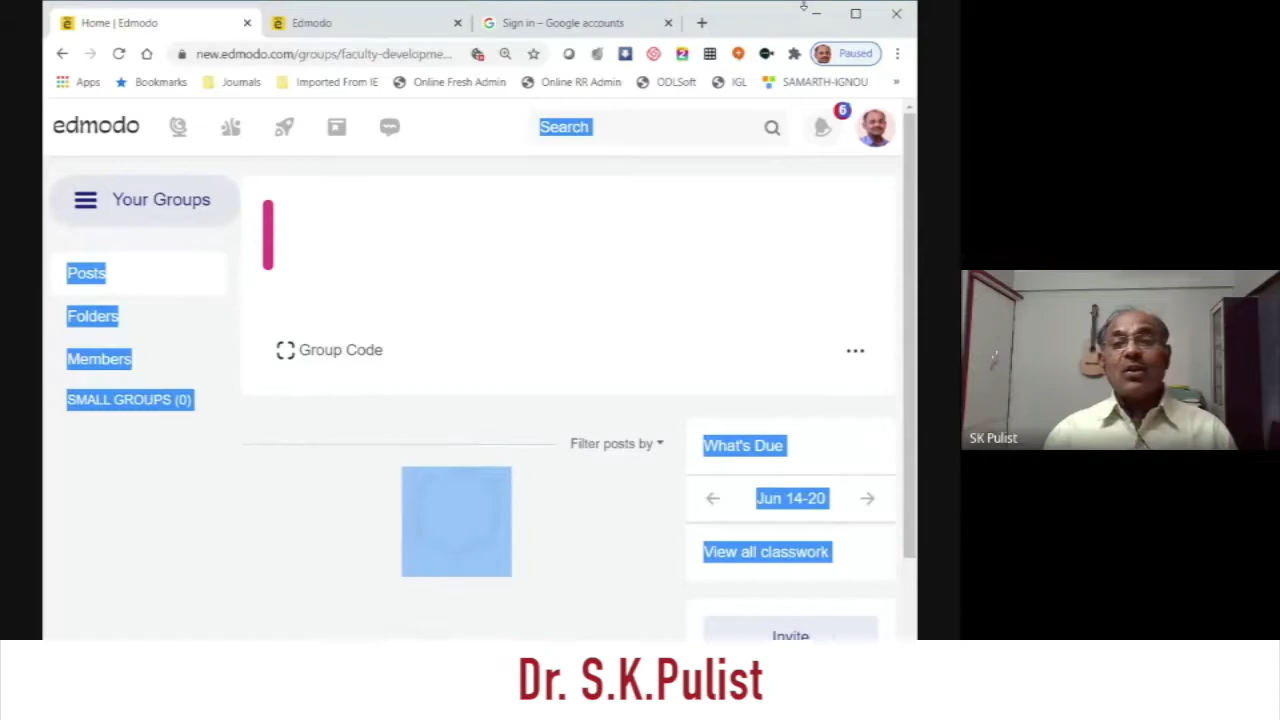 Home | Edmodo
Edmodo
Sign in – Google accounts
new.edmodo.com/groups/faculty-developme...
Paused
Apps
Bookmarks
Journals
Imported From IE
Online Fresh Admin
Online RR Admin
ODLSoft
IGL
SAMARTH-IGNOU
»
edmodo
Search
6
Your Groups
Posts
Folders
Members
SMALL GROUPS (0)
Group Code
Filter posts by
What's Due
Jun 14-20
View all classwork
Invite
SK Pulist
Dr. S.K.Pulist